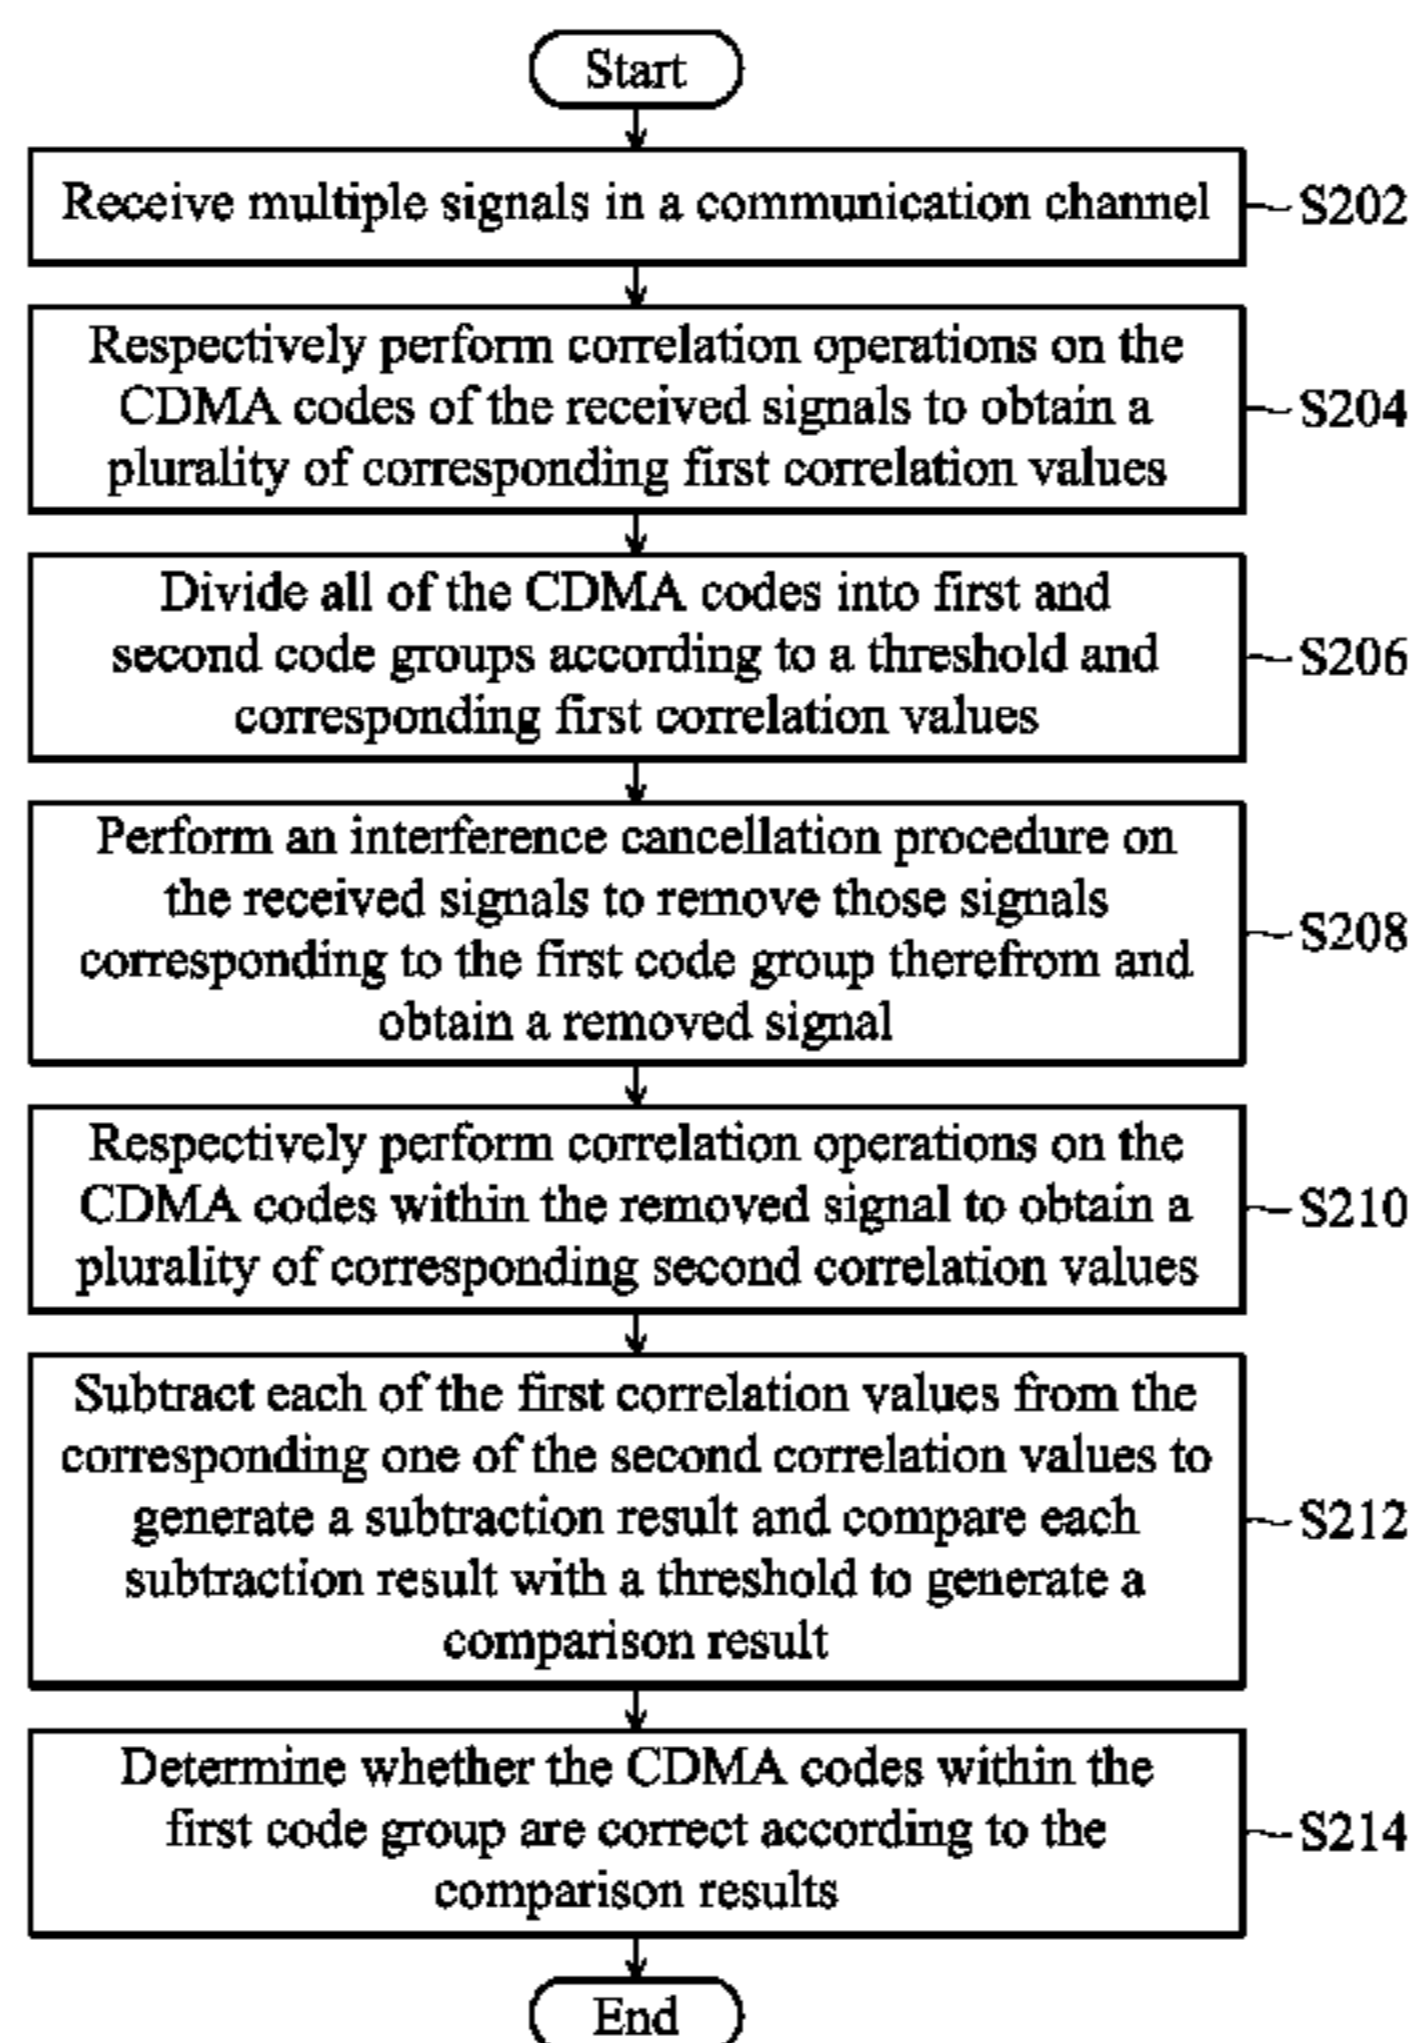 Start
Receive multiple signals in a communication channel
S202
Respectively perform correlation operations on the
CDMA codes of the received signals to obtain a
plurality of corresponding first correlation values
S204
Divide all of the CDMA codes into first and
second code groups according to a threshold and
corresponding first correlation values
S206
Perform an interference cancellation procedure on
the received signals to remove those signals
corresponding to the first code group therefrom and
obtain a removed signal
S208
Respectively perform correlation operations on the
CDMA codes within the removed signal to obtain a
plurality of corresponding second correlation values
S210
Subtract each of the first correlation values from the
corresponding one of the second correlation values to
generate a subtraction result and compare each
subtraction result with a threshold to generate a
comparison result
S212
Determine whether the CDMA codes within the
first code group are correct according to the
comparison results
S214
End